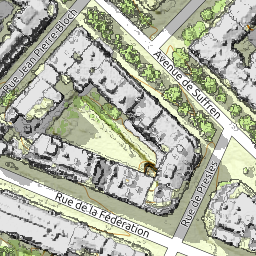 Rue Jean Pierre-Bloch
Avenue de Suffren
Rue de Presles
Rue de la Fédération